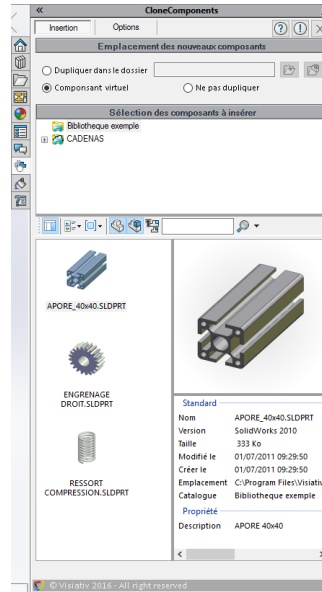 « CloneComponents
Insertion Options
Emplacement des nouveaux composants
Dupliquer dans le dossier
Componsant virtuel Ne pas dupliquer
Sélection des composants à insérer
Bibliotheque exemple
CADENAS
APORE_40x40.SLDPRT
ENGRENAGE
DROIT.SLDPRT
RESSORT
COMPRESSION.SLDPRT
Standard
Nom APORE_40x40.SLDPRT
Version SolidWorks 2010
Taille 333 Ko
Modifié le 01/07/2011 09:29:50
Créer le 01/07/2011 09:29:50
Emplacement C:\Program Files\Visiativ
Catalogue Bibliotheque exemple
Propriété
Description APORE 40x40
© Visiativ 2016 - All right reserved